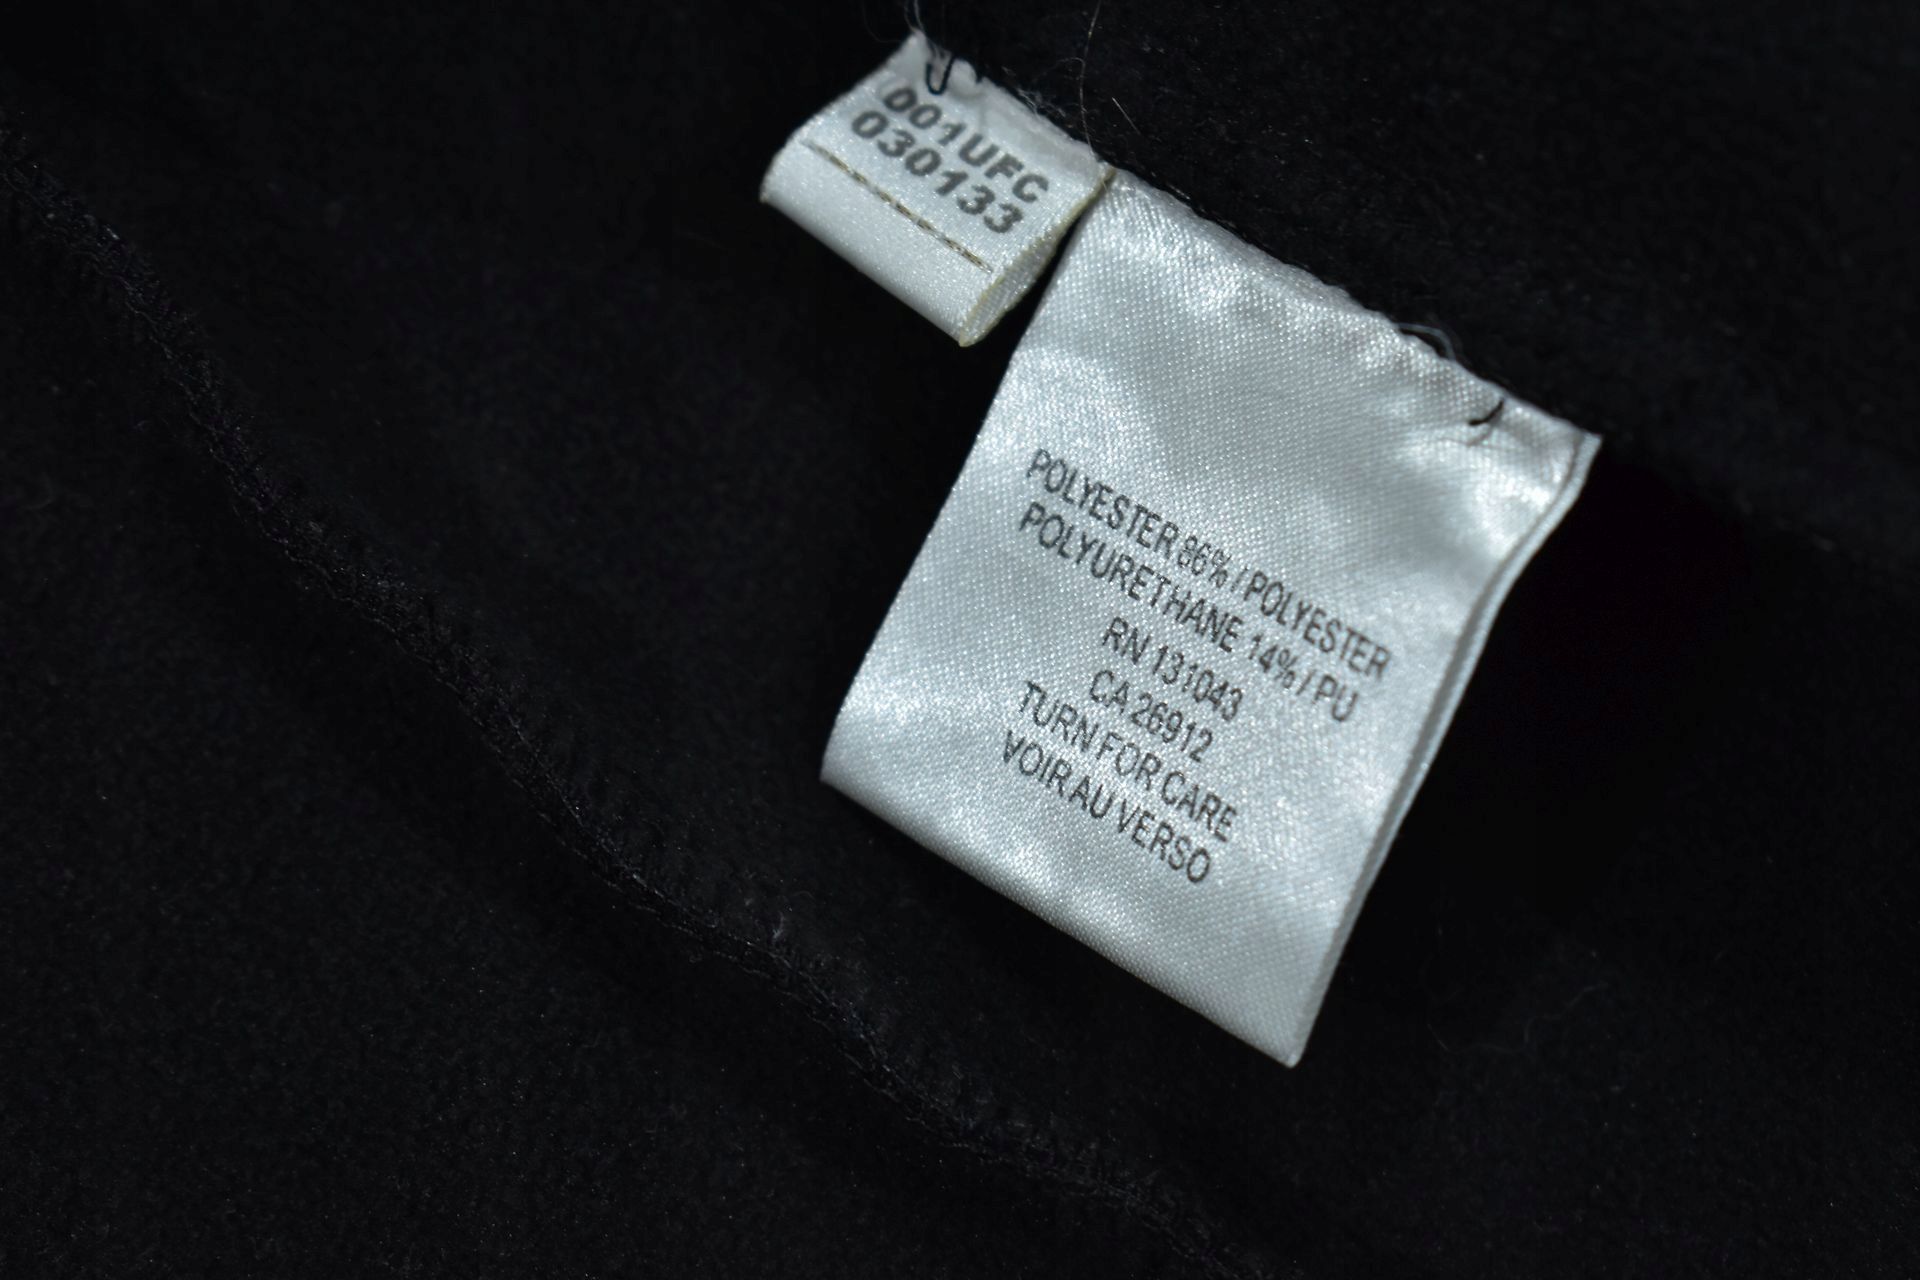 001UFC
030133
POLYESTER 86% / POLYESTER
POLYURETHANE 14% / PU
RN 131043
CA 26912
TURN FOR CARE
VOIR AU VERSO